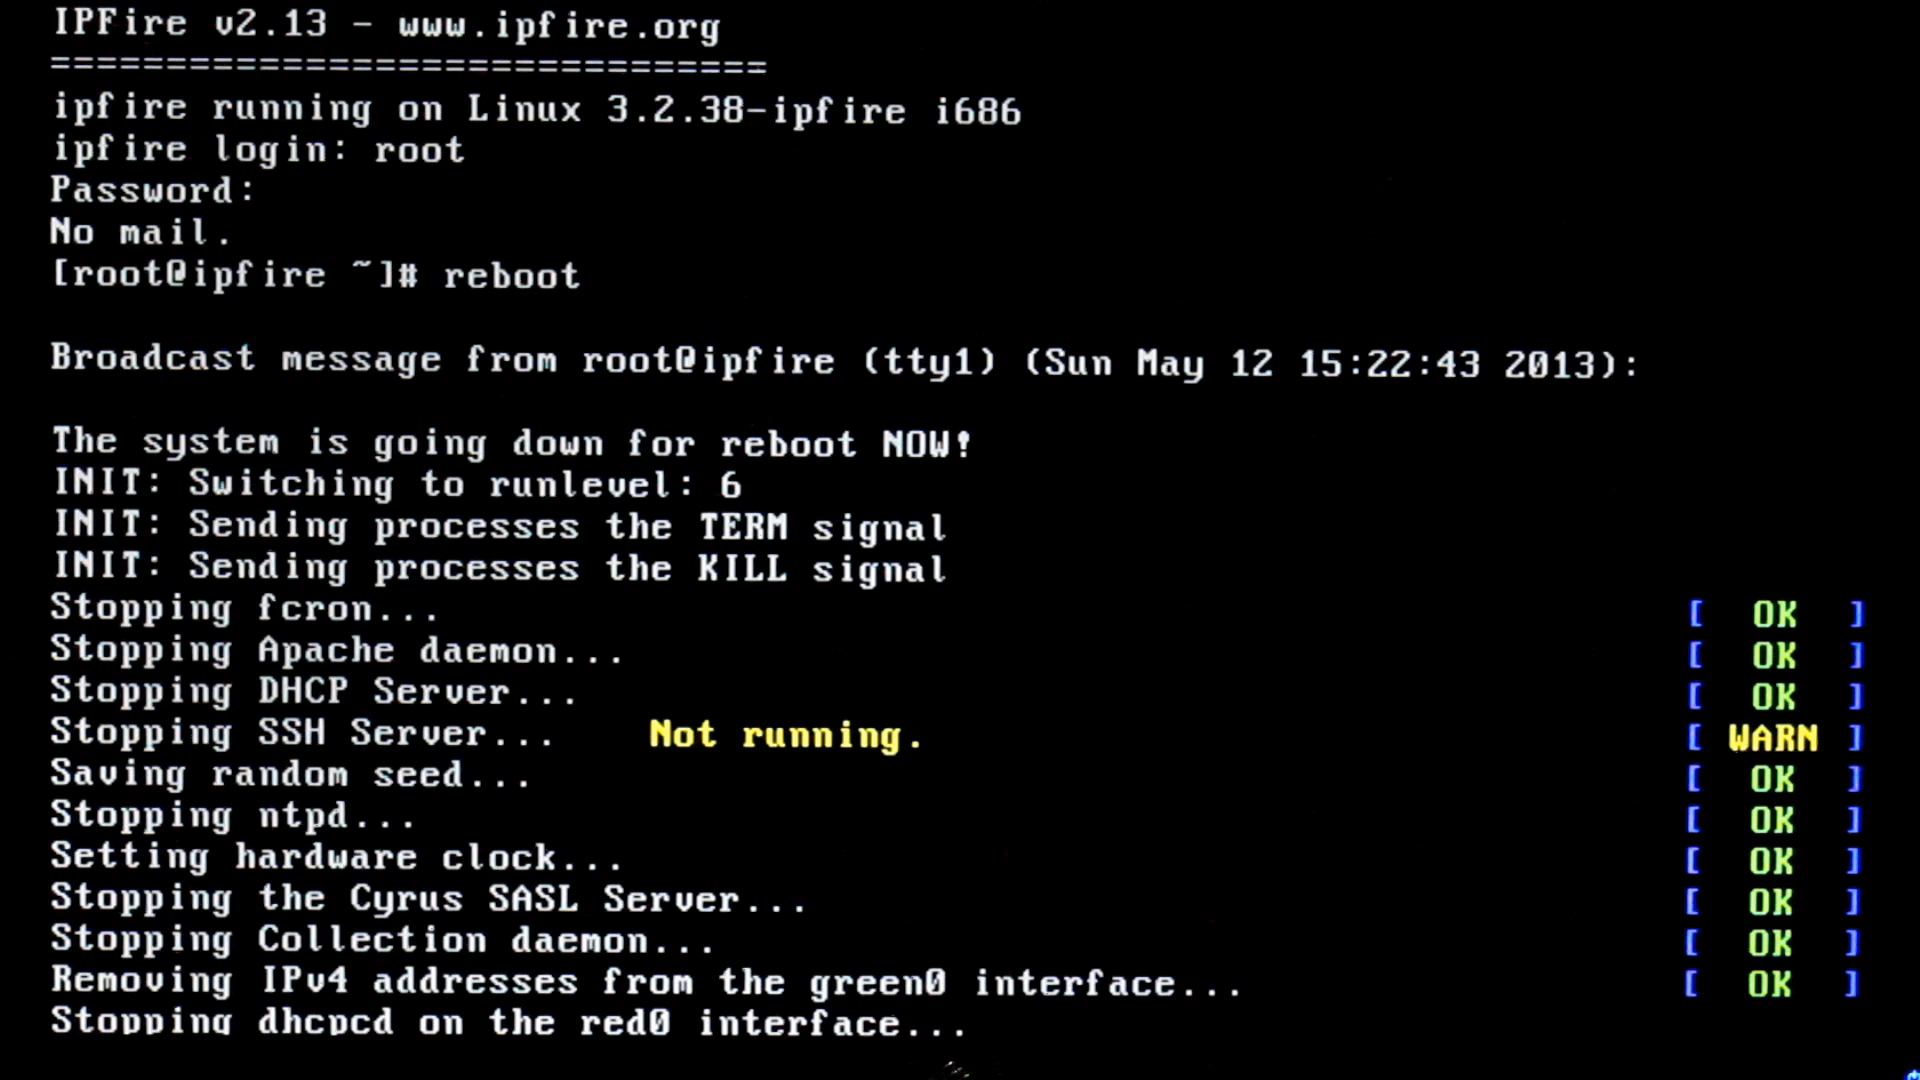 IPFire v2.13 - www.ipfire.org
===============================
ipfire running on Linux 3.2.38-ipfire i686
ipfire login: root
Password:
No mail.
[root@ipfire ~]# reboot
Broadcast message from root@ipfire (tty1) (Sun May 12 15:22:43 2013):
The system is going down for reboot NOW!
INIT: Switching to runlevel: 6
INIT: Sending processes the TERM signal
INIT: Sending processes the KILL signal
Stopping fcron... [ OK ]
Stopping Apache daemon... [ OK ]
Stopping DHCP Server... [ OK ]
Stopping SSH Server... Not running. [ WARN ]
Saving random seed... [ OK ]
Stopping ntpd... [ OK ]
Setting hardware clock... [ OK ]
Stopping the Cyrus SASL Server... [ OK ]
Stopping Collection daemon... [ OK ]
Removing IPv4 addresses from the green0 interface... [ OK ]
Stopping dhcpcd on the red0 interface...